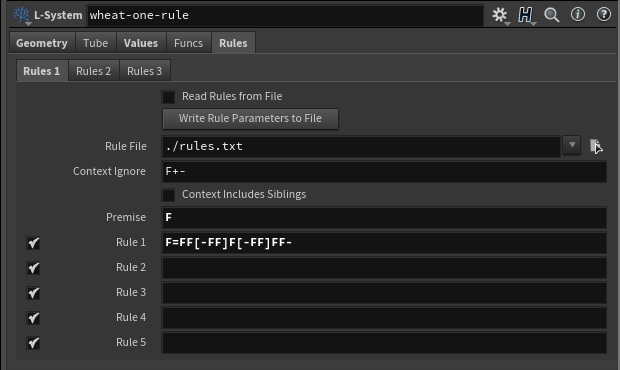 L-System wheat-one-rule
Geometry Tube Values Funcs Rules
Rules 1 Rules 2 Rules 3
Read Rules from File
Write Rule Parameters to File
Rule File ./rules.txt
Context Ignore F+-
Context Includes Siblings
Premise F
Rule 1 F=FF[-FF]F[-FF]FF-
Rule 2
Rule 3
Rule 4
Rule 5